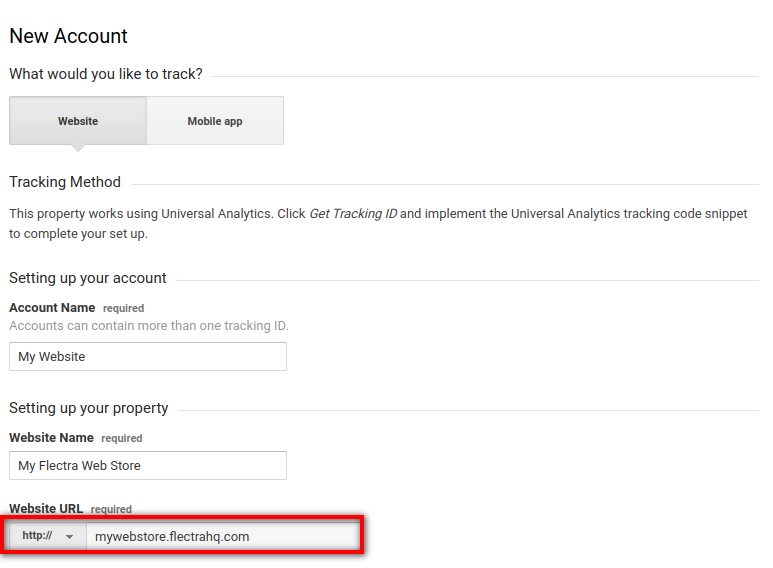 New Account
What would you like to track?
Website
Mobile app
Tracking Method
This property works using Universal Analytics. Click Get Tracking ID and implement the Universal Analytics tracking code snippet
to complete your set up.
Setting up your account
Account Name required
Accounts can contain more than one tracking ID.
My Website
Setting up your property
Website Name required
My Flectra Web Store
Website URL required
http:// mywebstore.flectrahq.com